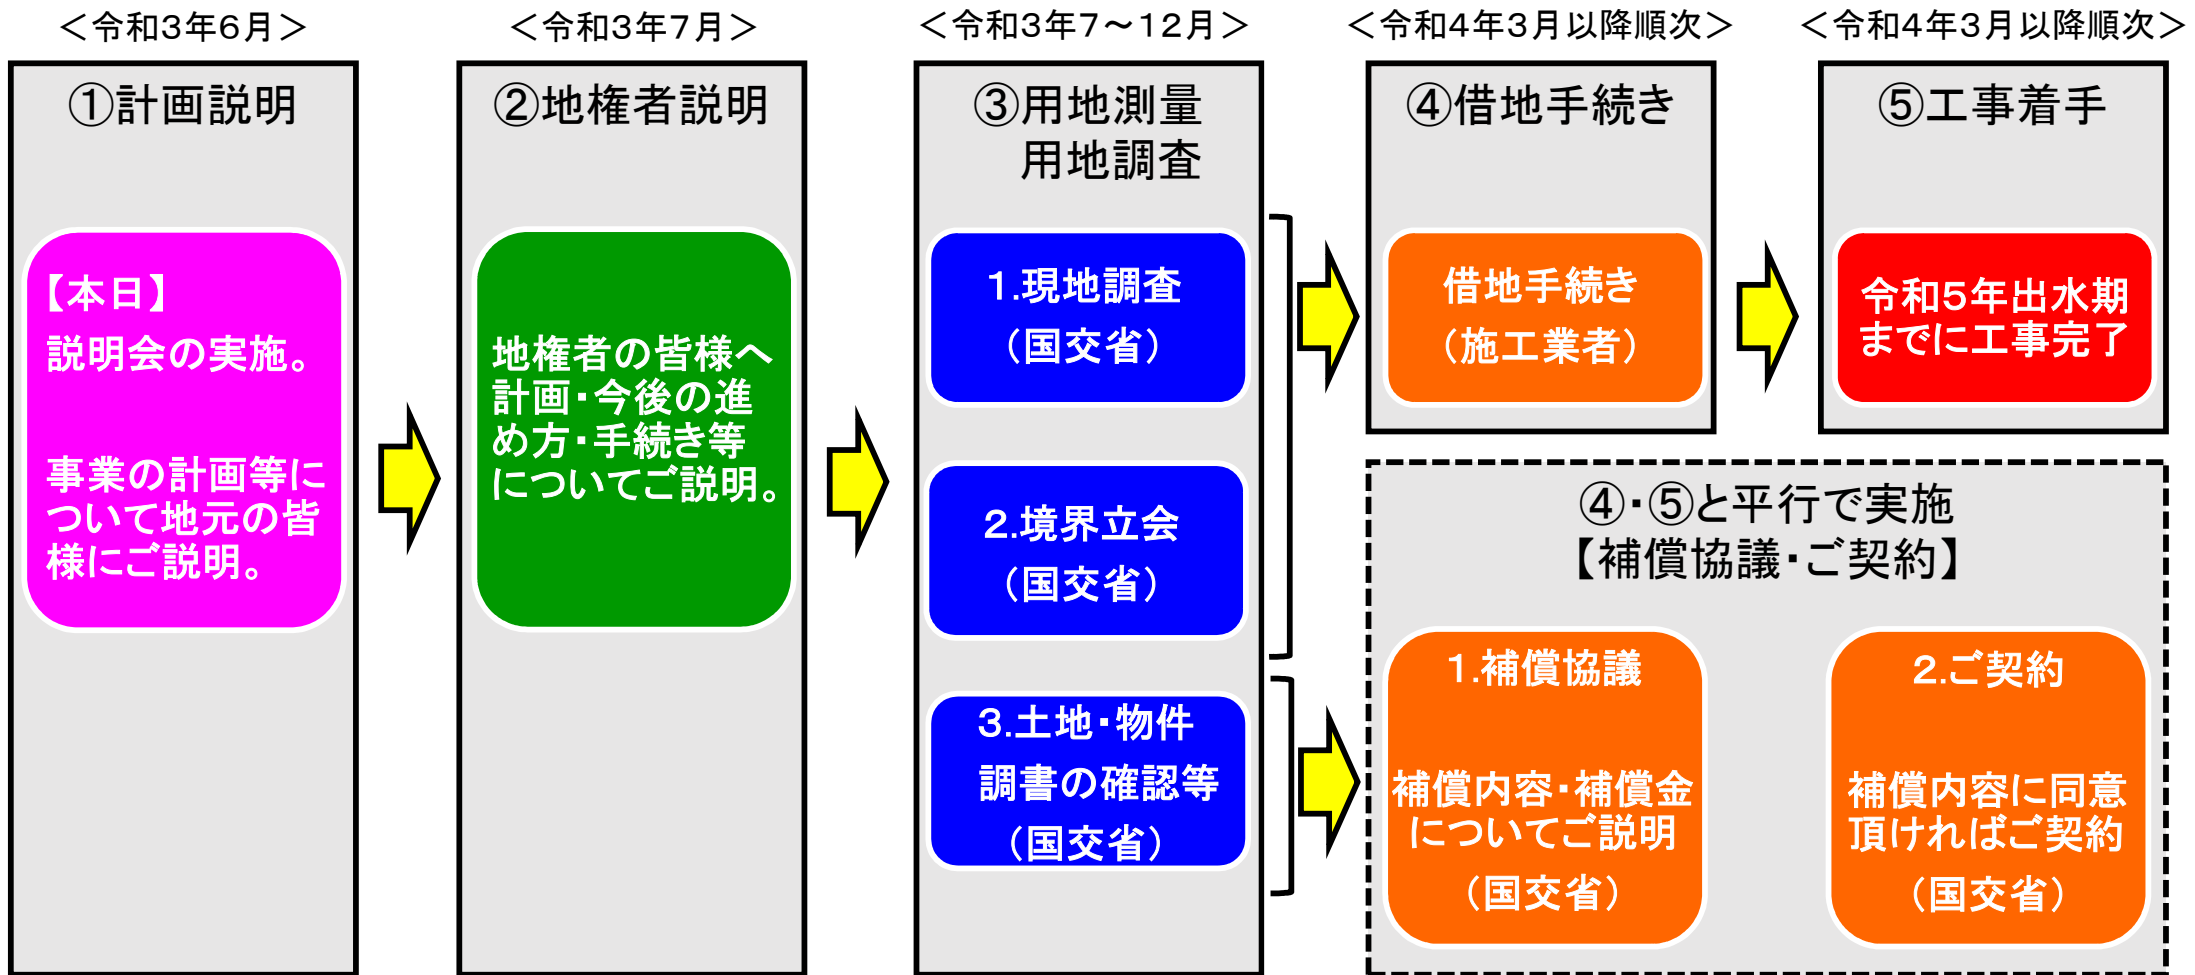 ＜令和3年6月＞
①計画説明
【本日】
説明会の実施。
事業の計画等に
ついて地元の皆
様にご説明。
＜令和3年7月＞
②地権者説明
地権者の皆様へ
計画・今後の進
め方・手続き等
についてご説明。
＜令和3年7～12月＞
③用地測量
用地調査
1.現地調査
（国交省）
2.境界立会
（国交省）
3.土地・物件
調書の確認等
（国交省）
＜令和4年3月以降順次＞
④借地手続き
借地手続き
（施工業者）
＜令和4年3月以降順次＞
⑤工事着手
令和5年出水期
までに工事完了
④・⑤と平行で実施
【補償協議・ご契約】
1.補償協議
補償内容・補償金
についてご説明
（国交省）
2.ご契約
補償内容に同意
頂ければご契約
（国交省）